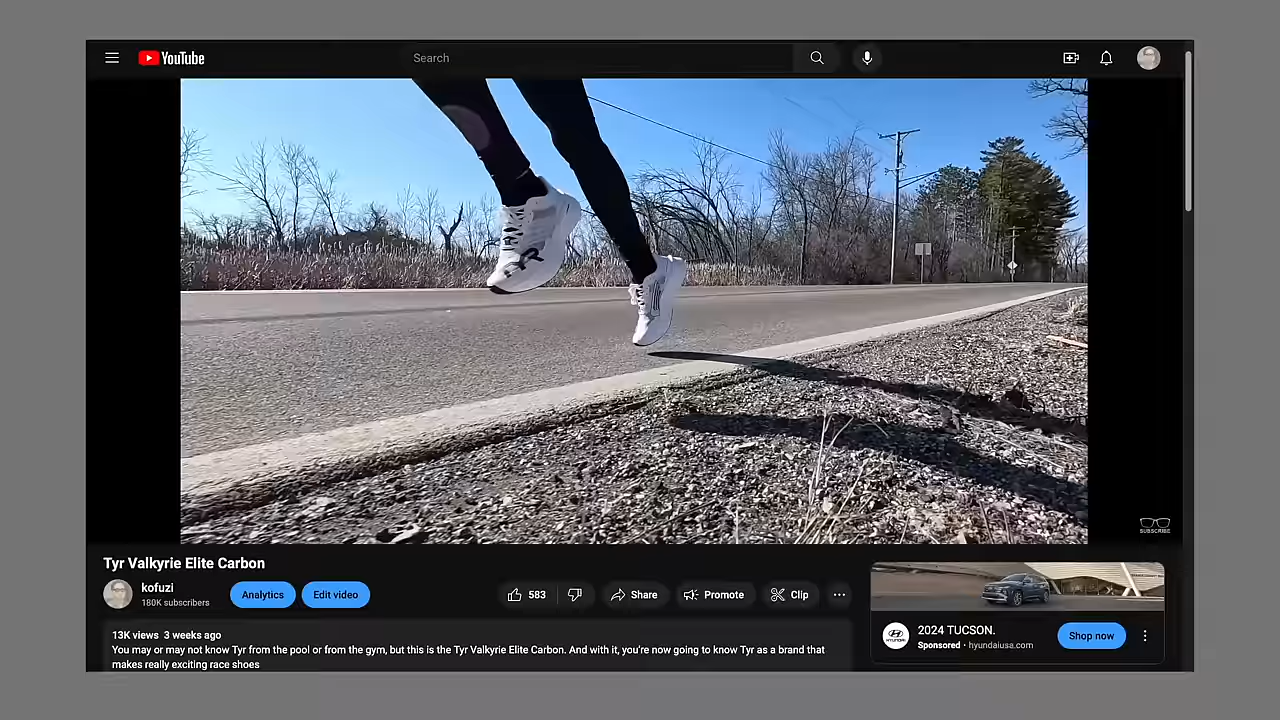 YouTube
Search
TYR
SUBSCRIBE
Tyr Valkyrie Elite Carbon
kofuzi
180K subscribers
Analytics
Edit video
583
Share
Promote
Clip
13K views 3 weeks ago
You may or may not know Tyr from the pool or from the gym, but this is the Tyr Valkyrie Elite Carbon. And with it, you're now going to know Tyr as a brand that
makes really exciting race shoes
HYUNDAI
2024 TUCSON.
Sponsored · hyundaiusa.com
Shop now